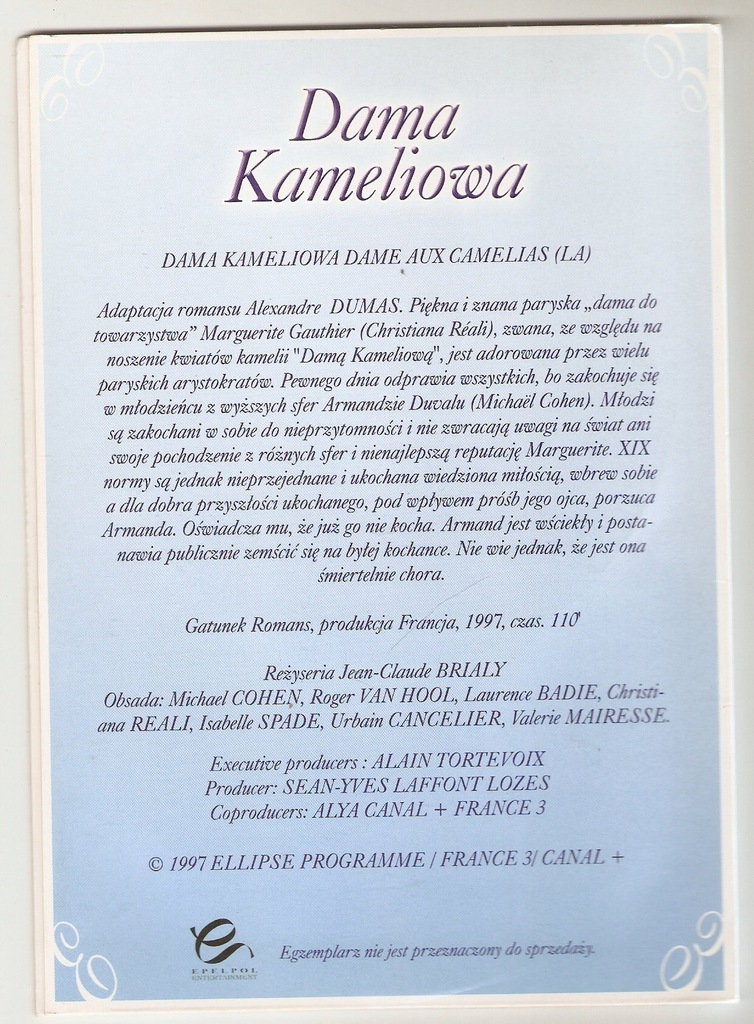 Dama
Kameliowa
DAMA KAMELIOWA DAME AUX CAMELIAS (LA)
Adaptacja romansu Alexandre DUMAS. Piękna i znana paryska „dama do
towarzystwa” Marguerite Gauthier (Christiana Réali), zwana, ze względu na
noszenie kwiatów kamelii "Damą Kameliową", jest adorowana przez wielu
paryskich arystokratów. Pewnego dnia odprawia wszystkich, bo zakochuje się
w młodzieńcu z wyższych sfer Armandzie Duvalu (Michaël Cohen). Młodzi
są zakochani w sobie do nieprzytomności i nie zwracają uwagi na świat ani
swoje pochodzenie z różnych sfer i nienajlepszą reputację Marguerite. XIX
normy są jednak nieprzejednane i ukochana wiedziona miłością, wbrew sobie
a dla dobra przyszłości ukochanego, pod wpływem próśb jego ojca, porzuca
Armanda. Oświadcza mu, że już go nie kocha. Armand jest wściekły i posta-
nawia publicznie zemścić się na byłej kochance. Nie wie jednak, że jest ona
śmiertelnie chora.
Gatunek Romans, produkcja Francja, 1997, czas. 110'
Reżyseria Jean-Claude BRIALY
Obsada: Michael COHEN, Roger VAN HOOL, Laurence BADIE, Christi-
ana REALI, Isabelle SPADE, Urbain CANCELIER, Valerie MAIRESSE.
Executive producers : ALAIN TORTEVOIX
Producer: SEAN-YVES LAFFONT LOZES
Coproducers: ALYA CANAL + FRANCE 3
© 1997 ELLIPSE PROGRAMME / FRANCE 3/ CANAL +
EPELPOL
ENTERTAINMENT
Egzemplarz nie jest przeznaczony do sprzedaży.